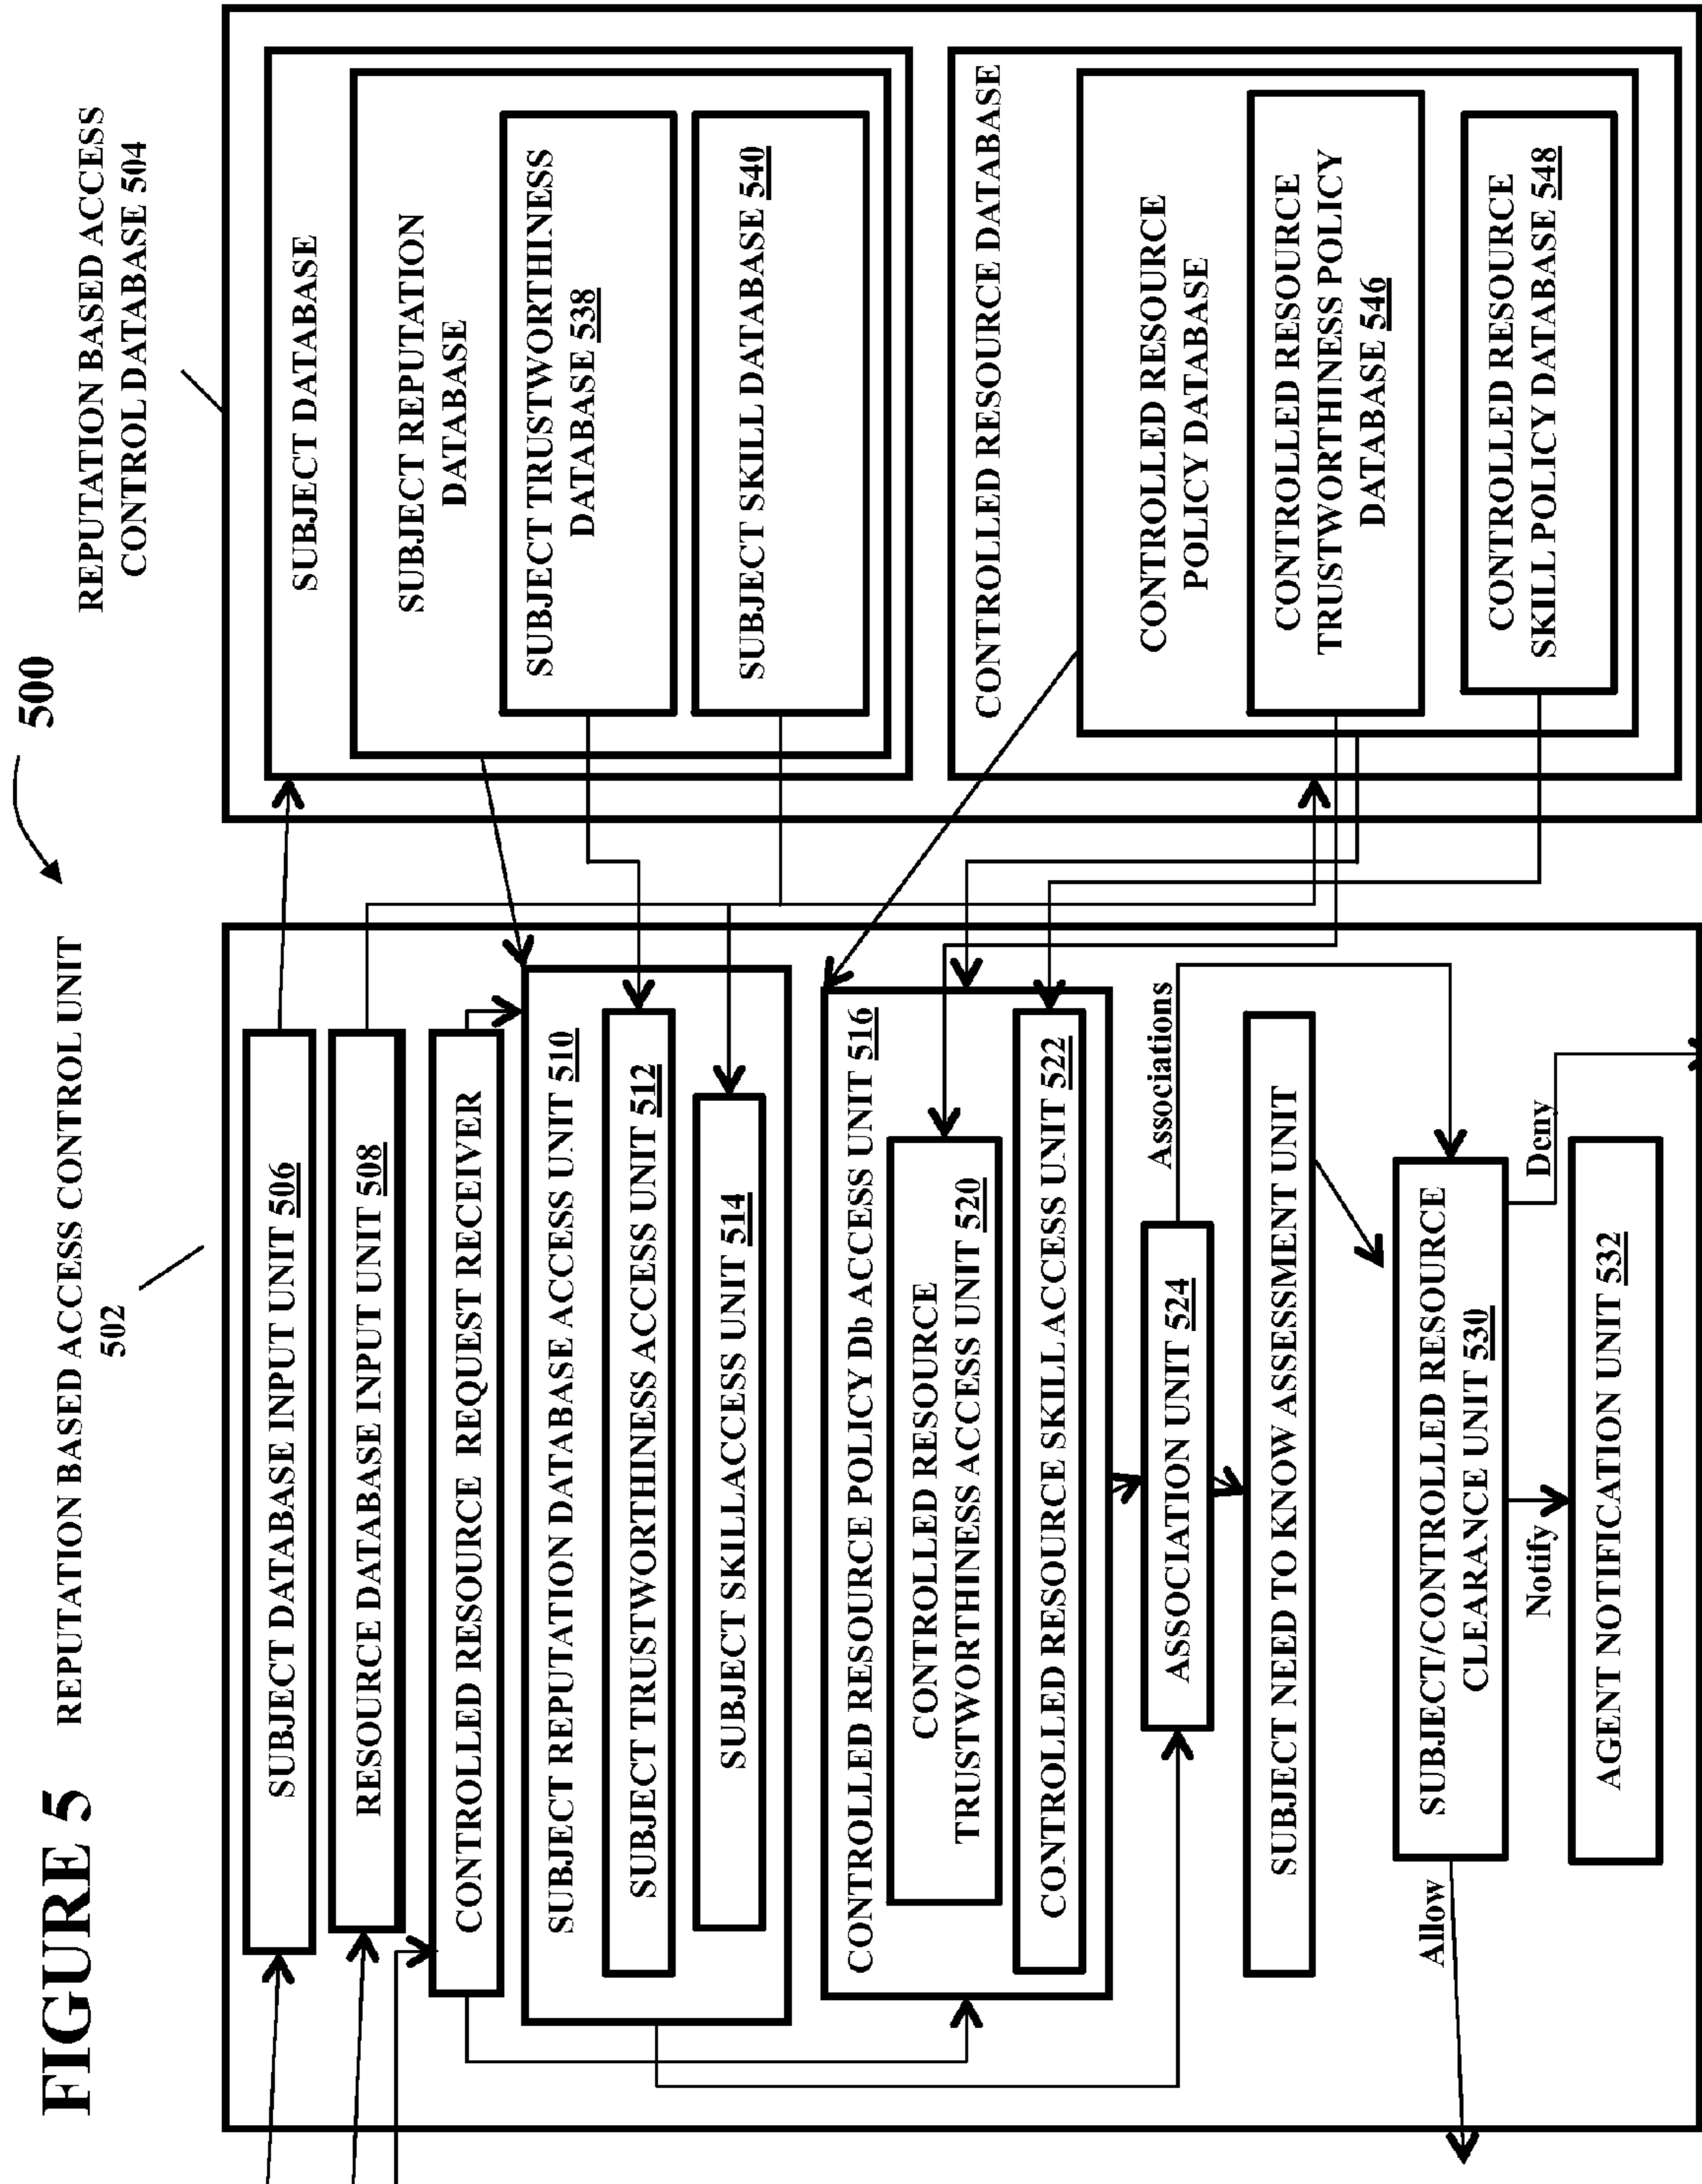 FIGURE 5
500
REPUTATION BASED ACCESS CONTROL UNIT
502
SUBJECT DATABASE INPUT UNIT 506
RESOURCE DATABASE INPUT UNIT 508
CONTROLLED RESOURCE REQUEST RECEIVER
SUBJECT REPUTATION DATABASE ACCESS UNIT 510
SUBJECT TRUSTWORTHINESS ACCESS UNIT 512
SUBJECT SKILLACCESS UNIT 514
CONTROLLED RESOURCE POLICY Db ACCESS UNIT 516
CONTROLLED RESOURCE
TRUSTWORTHINESS ACCESS UNIT 520
CONTROLLED RESOURCE SKILL ACCESS UNIT 522
Associations
ASSOCIATION UNIT 524
SUBJECT NEED TO KNOW ASSESSMENT UNIT
Allow
SUBJECT/CONTROLLED RESOURCE
CLEARANCE UNIT 530
Notify
Deny
AGENT NOTIFICATION UNIT 532
REPUTATION BASED ACCESS
CONTROL DATABASE 504
SUBJECT DATABASE
SUBJECT REPUTATION
DATABASE
SUBJECT TRUSTWORTHINESS
DATABASE 538
SUBJECT SKILL DATABASE 540
CONTROLLED RESOURCE DATABASE
CONTROLLED RESOURCE
POLICY DATABASE
CONTROLLED RESOURCE
TRUSTWORTHINESS POLICY
DATABASE 546
CONTROLLED RESOURCE
SKILL POLICY DATABASE 548